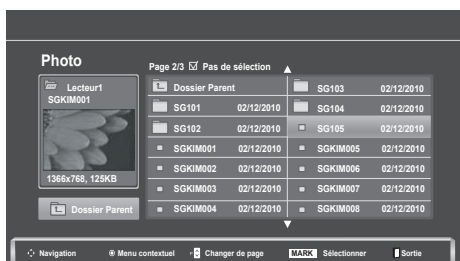 Photo
Page 2/3 ☑ Pas de sélection
Lecteur1
SGKIM001
1366x768, 125KB
Dossier Parent
Dossier Parent
SG101 02/12/2010
SG102 02/12/2010
SGKIM001 02/12/2010
SGKIM002 02/12/2010
SGKIM003 02/12/2010
SGKIM004 02/12/2010
SG103 02/12/2010
SG104 02/12/2010
SG105 02/12/2010
SGKIM005 02/12/2010
SGKIM006 02/12/2010
SGKIM007 02/12/2010
SGKIM008 02/12/2010
Navigation Menu contextuel P Changer de page MARK Sélectionner Sortie